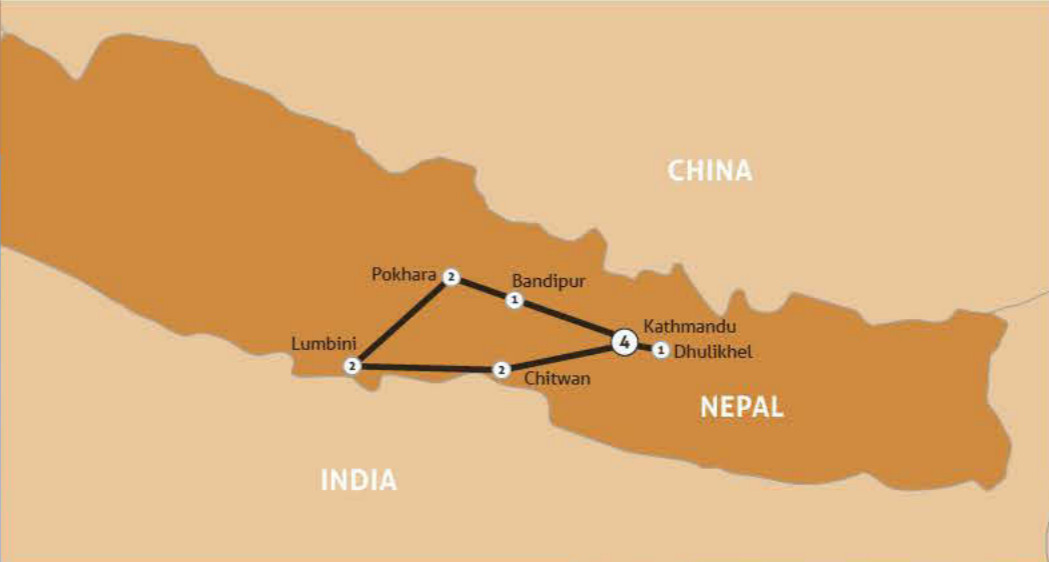 CHINA
Pokhara 2
Bandipur
1
Kathmandu
4
1 Dhulikhel
Lumbini
2
2
Chitwan
NEPAL
INDIA